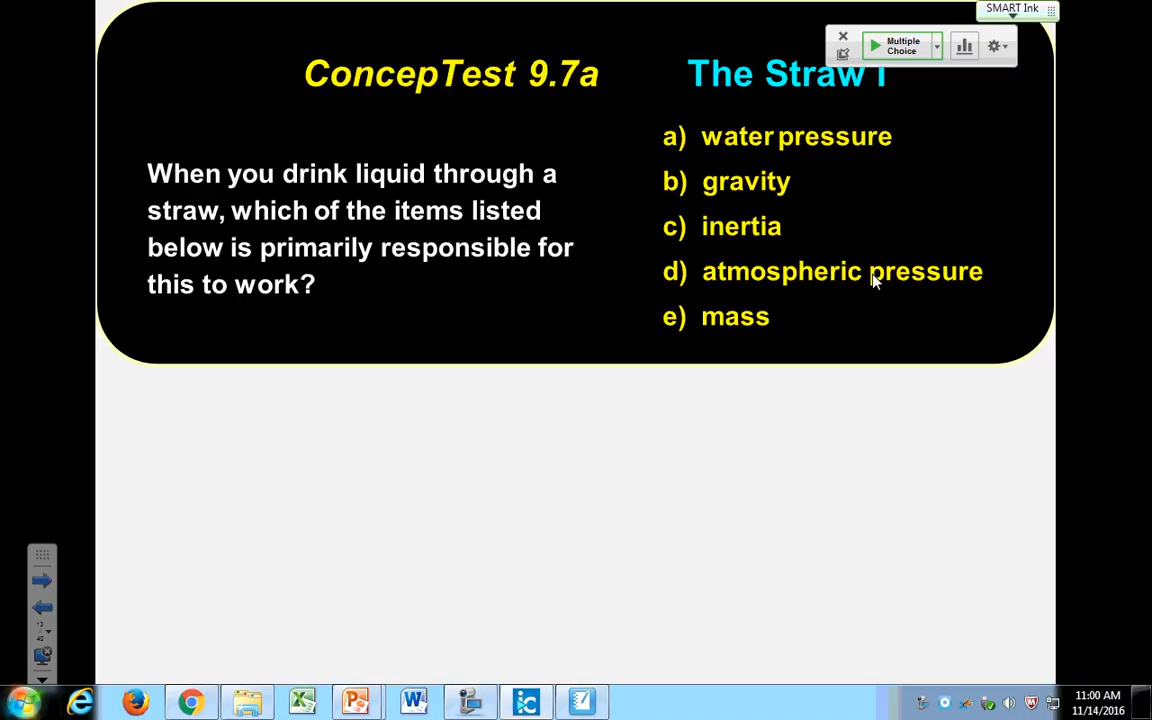 SMART Ink
Multiple
Choice
ConcepTest 9.7a
The Straw I
When you drink liquid through a
straw, which of the items listed
below is primarily responsible for
this to work?
a) water pressure
b) gravity
c) inertia
d) atmospheric pressure
e) mass
11:00 AM
11/14/2016